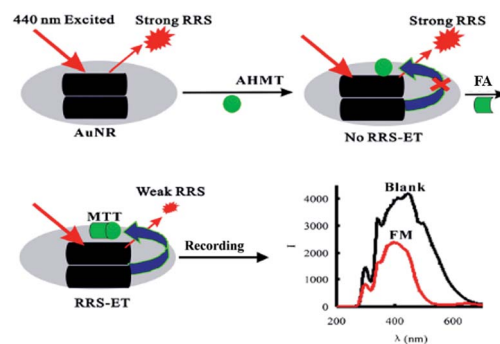 440 nm Excited
Strong RRS
AuNR
AHMT
Strong RRS
No RRS-ET
FA
Weak RRS
MTT
RRS-ET
Recording
Blank
FM
I
4000
3000
2000
1000
0
200 400 600
λ (nm)